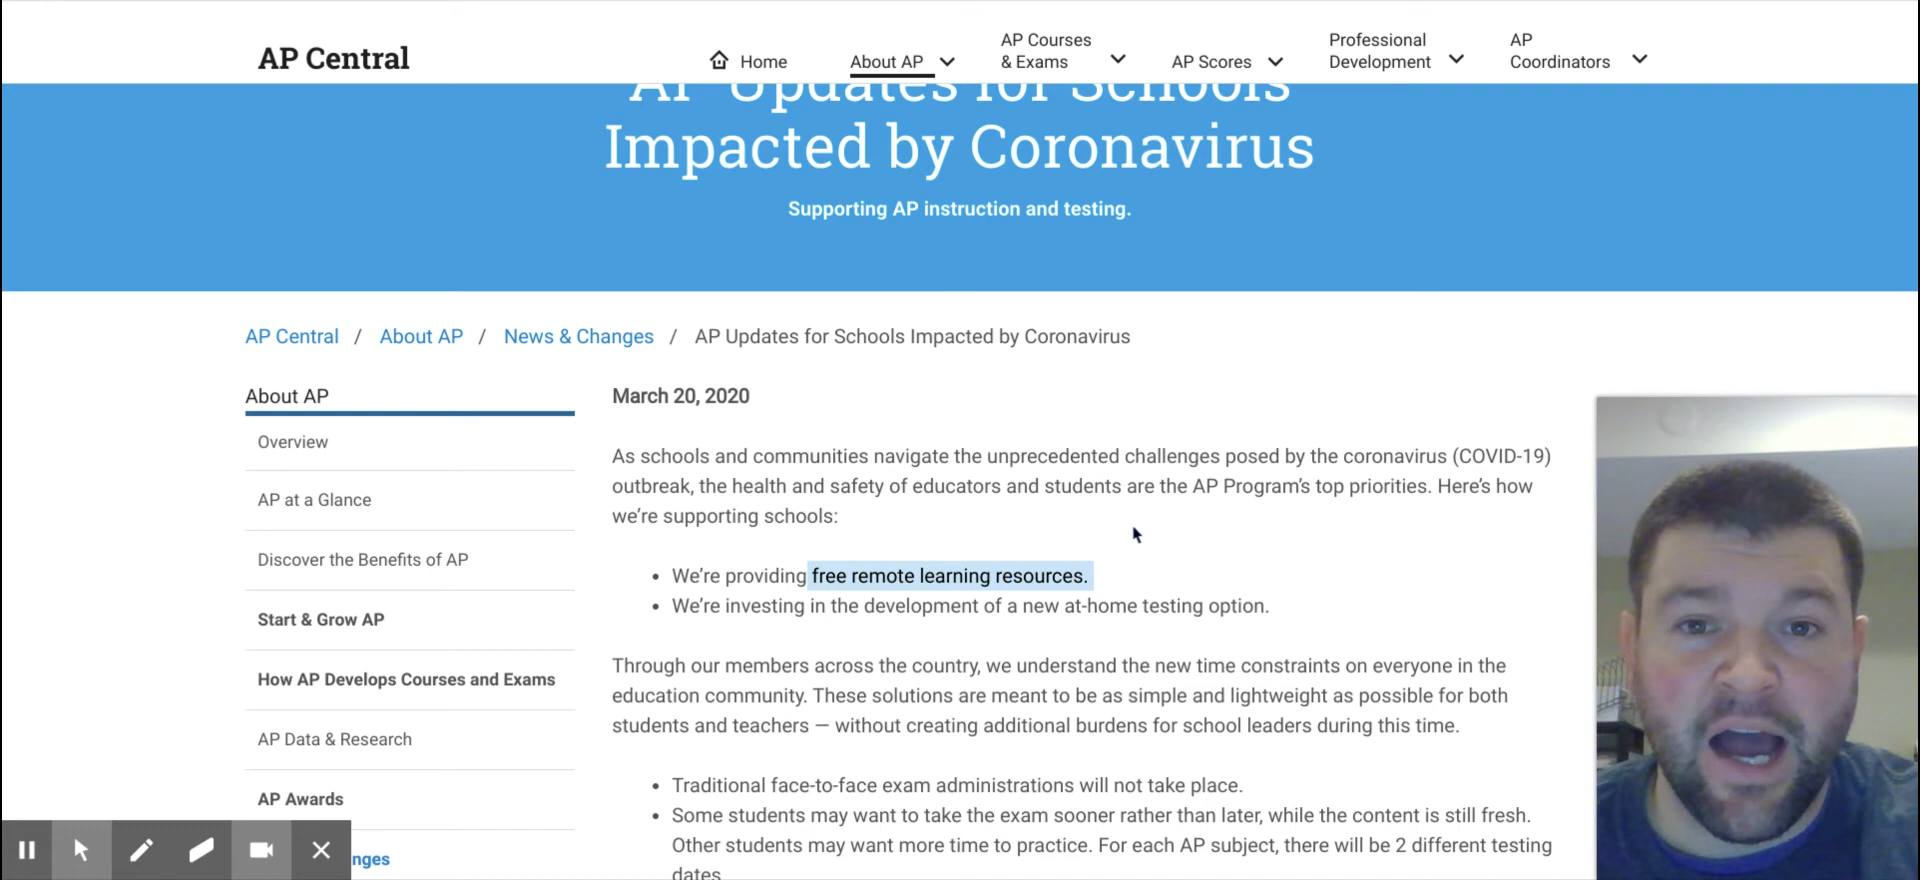 AP Central
Home
About AP
AP Courses
& Exams
AP Scores
Professional
Development
AP
Coordinators
AP Updates for Schools
Impacted by Coronavirus
Supporting AP instruction and testing.
AP Central / About AP / News & Changes / AP Updates for Schools Impacted by Coronavirus
About AP
Overview
AP at a Glance
Discover the Benefits of AP
Start & Grow AP
How AP Develops Courses and Exams
AP Data & Research
AP Awards
nges
March 20, 2020
As schools and communities navigate the unprecedented challenges posed by the coronavirus (COVID-19)
outbreak, the health and safety of educators and students are the AP Program’s top priorities. Here’s how
we’re supporting schools:
• We’re providing free remote learning resources.
• We’re investing in the development of a new at-home testing option.
Through our members across the country, we understand the new time constraints on everyone in the
education community. These solutions are meant to be as simple and lightweight as possible for both
students and teachers — without creating additional burdens for school leaders during this time.
• Traditional face-to-face exam administrations will not take place.
• Some students may want to take the exam sooner rather than later, while the content is still fresh.
Other students may want more time to practice. For each AP subject, there will be 2 different testing
dates